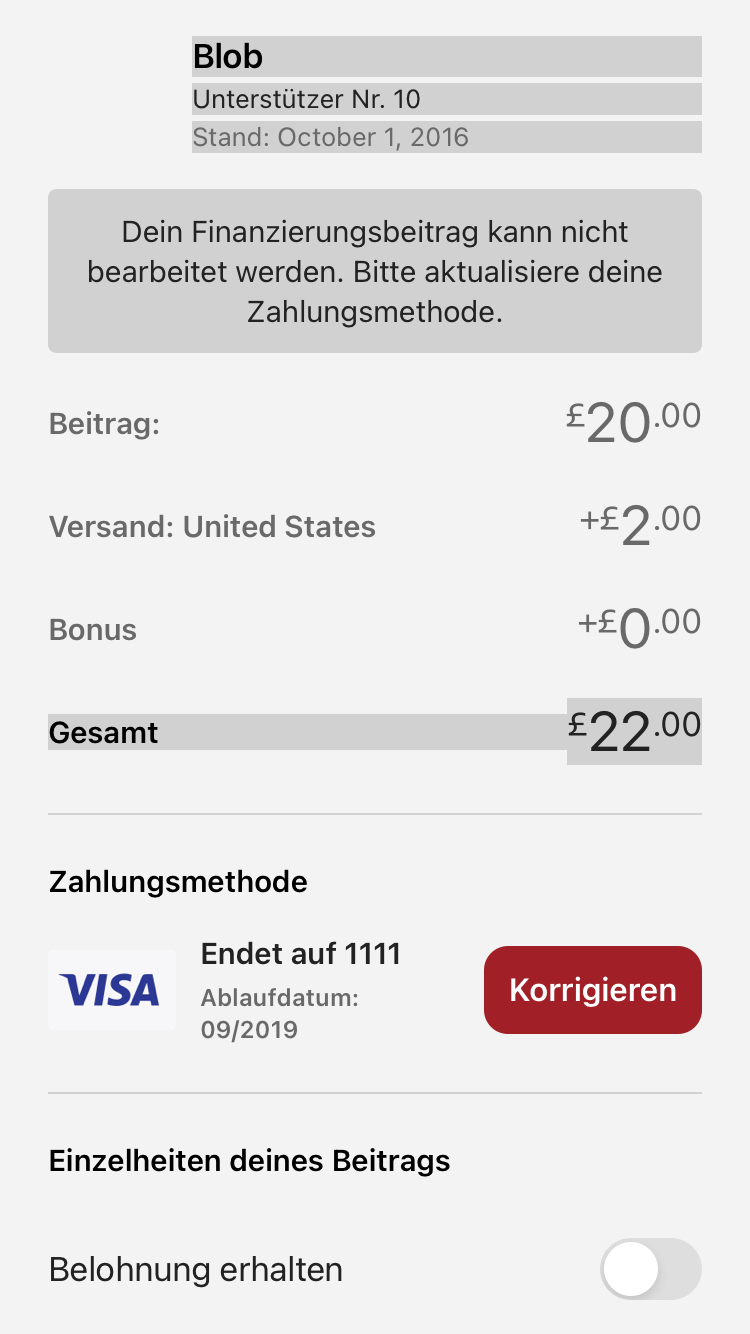 Blob
Unterstützer Nr. 10
Stand: October 1, 2016
Dein Finanzierungsbeitrag kann nicht
bearbeitet werden. Bitte aktualisiere deine
Zahlungsmethode.
Beitrag: £20.00
Versand: United States +£2.00
Bonus +£0.00
Gesamt £22.00
Zahlungsmethode
VISA
Endet auf 1111
Ablaufdatum:
09/2019
Korrigieren
Einzelheiten deines Beitrags
Belohnung erhalten